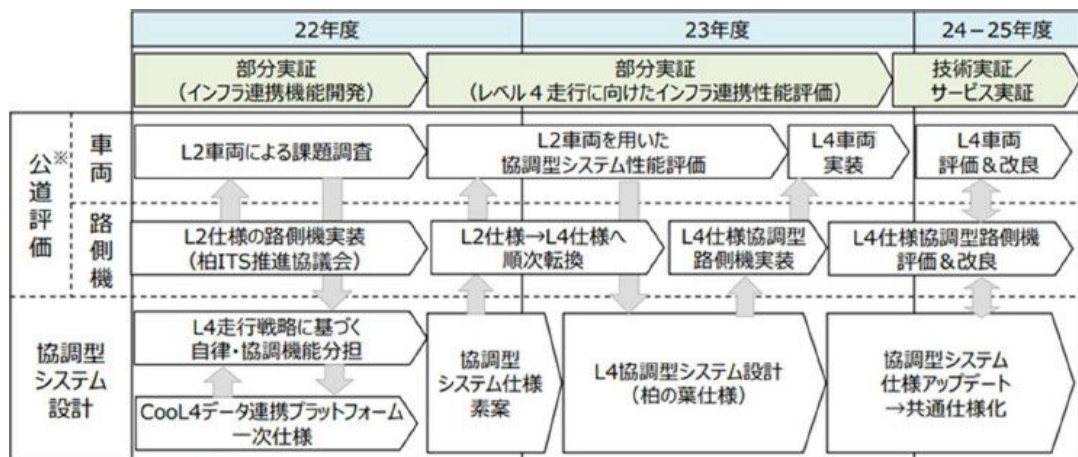 22年度
23年度
24－25年度
部分実証
（インフラ連携機能開発）
部分実証
（レベル４走行に向けたインフラ連携性能評価）
技術実証／
サービス実証
公道評価※
車両
L2車両による課題調査
L2車両を用いた
協調型システム性能評価
L4車両
実装
L4車両
評価＆改良
路側機
L2仕様の路側機実装
（柏ITS推進協議会）
L2仕様→L4仕様へ
順次転換
L4仕様協調型
路側機実装
L4仕様協調型路側機
評価＆改良
協調型
システム
設計
L4走行戦略に基づく
自律・協調機能分担
CooL4データ連携プラットフォーム
一次仕様
協調型
システム仕様
素案
L4協調型システム設計
（柏の葉仕様）
協調型システム
仕様アップデート
→共通仕様化